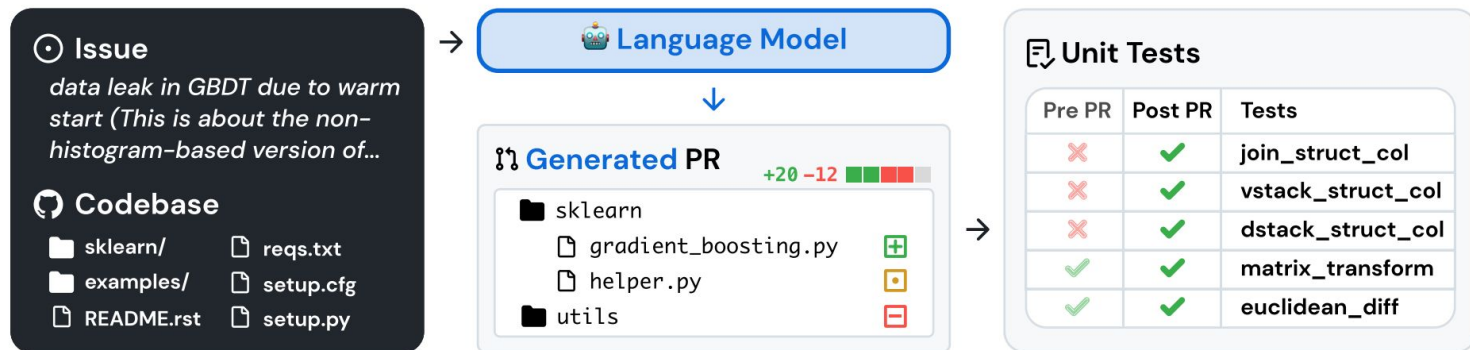 Issue
data leak in GBDT due to warm
start (This is about the non-
histogram-based version of...
Codebase
sklearn/
reqs.txt
examples/
setup.cfg
README.rst
setup.py
Language Model
Generated PR
+20 -12
sklearn
gradient_boosting.py
helper.py
utils
Unit Tests
Pre PR Post PR Tests
join_struct_col
vstack_struct_col
dstack_struct_col
matrix_transform
euclidean_diff